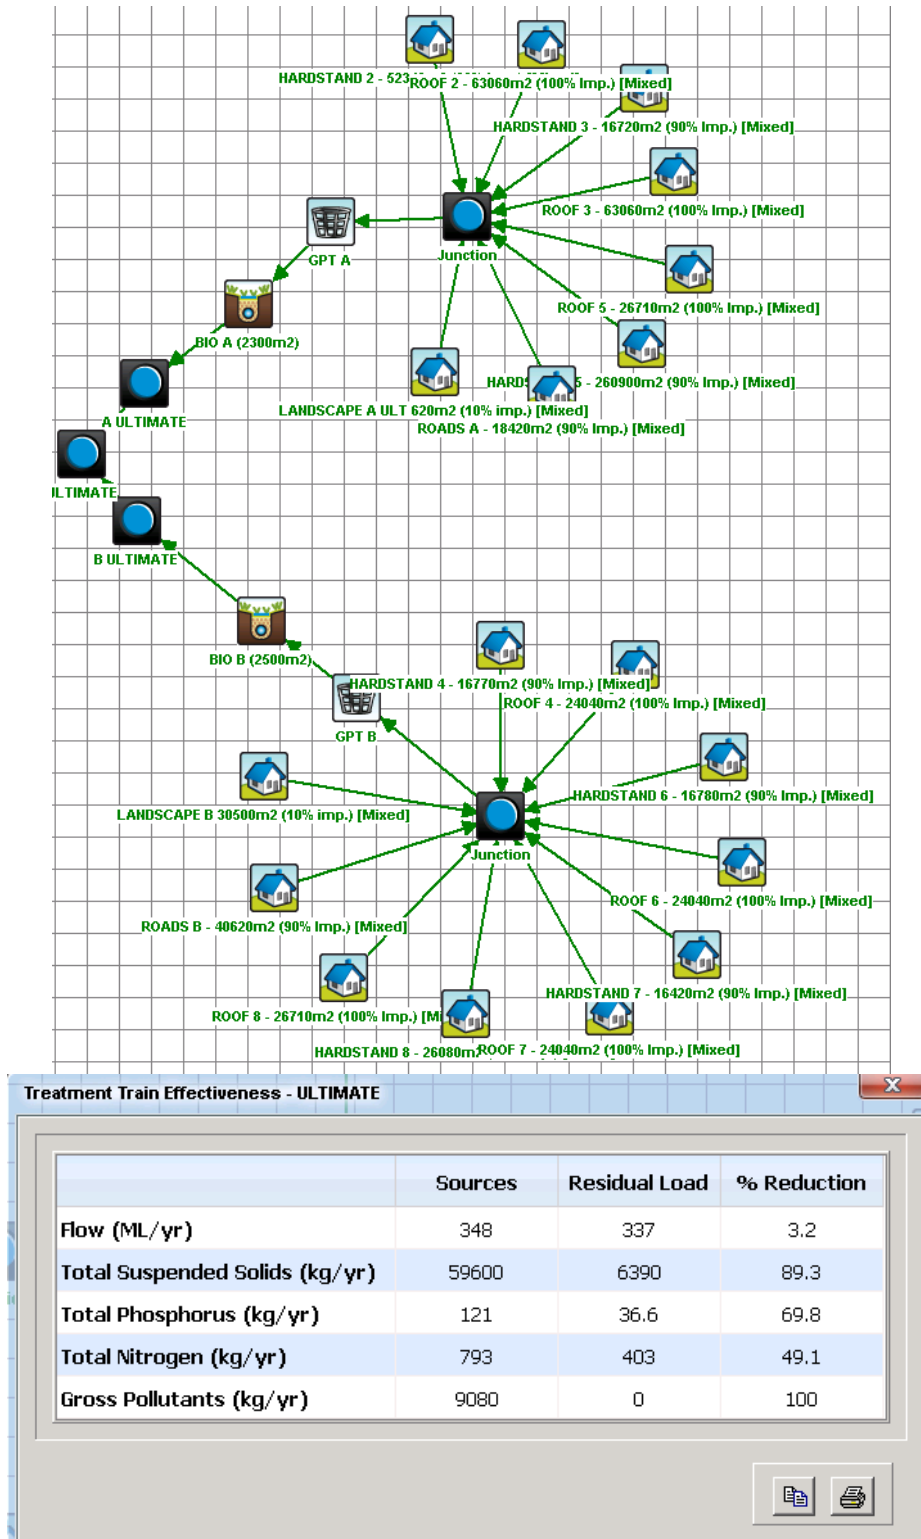 HARDSTAND 2 - 523
ROOF 2 - 63060m2 (100% Imp.) [Mixed]
HARDSTAND 3 - 16720m2 (90% Imp.) [Mixed]
ROOF 3 - 63060m2 (100% Imp.) [Mixed]
Junction
GPT A
ROOF 5 - 26710m2 (100% Imp.) [Mixed]
BIO A (2300m2)
HARDS 5 - 260900m2 (90% Imp.) [Mixed]
LANDSCAPE A ULT 620m2 (10% imp.) [Mixed]
A ULTIMATE
ROADS A - 18420m2 (90% Imp.) [Mixed]
ULTIMATE
B ULTIMATE
BIO B (2500m2)
HARDSTAND 4 - 16770m2 (90% Imp.) [Mixed]
ROOF 4 - 24040m2 (100% Imp.) [Mixed]
GPT B
HARDSTAND 6 - 16780m2 (90% Imp.) [Mixed]
LANDSCAPE B 30500m2 (10% imp.) [Mixed]
Junction
ROOF 6 - 24040m2 (100% Imp.) [Mixed]
ROADS B - 40620m2 (90% Imp.) [Mixed]
HARDSTAND 7 - 16420m2 (90% Imp.) [Mixed]
ROOF 8 - 26710m2 (100% Imp.) [Mi
HARDSTAND 8 - 26080m2
ROOF 7 - 24040m2 (100% Imp.) [Mixed]
Treatment Train Effectiveness - ULTIMATE
Sources Residual Load % Reduction
Flow (ML/yr) 348 337 3.2
Total Suspended Solids (kg/yr) 59600 6390 89.3
Total Phosphorus (kg/yr) 121 36.6 69.8
Total Nitrogen (kg/yr) 793 403 49.1
Gross Pollutants (kg/yr) 9080 0 100